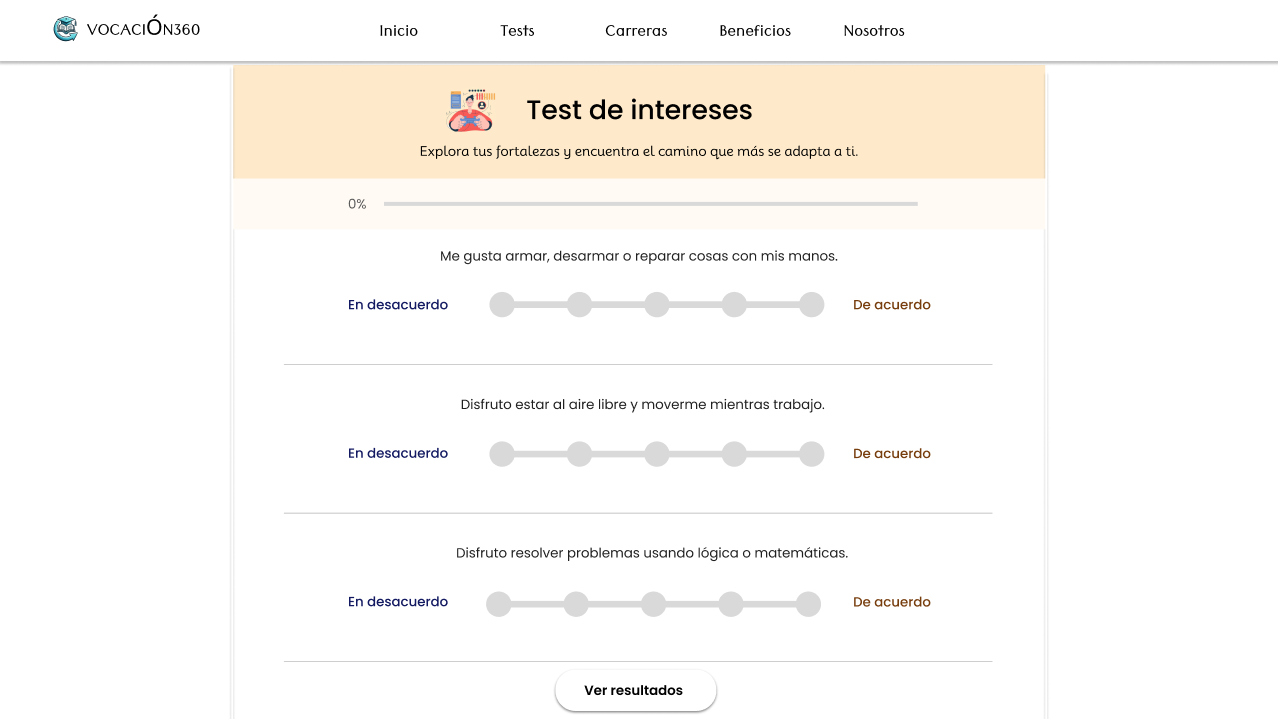 VOCACIÓN360
Inicio
Tests
Carreras
Beneficios
Nosotros
Test de intereses
Explora tus fortalezas y encuentra el camino que más se adapta a ti.
0%
Me gusta armar, desarmar o reparar cosas con mis manos.
En desacuerdo
De acuerdo
Disfruto estar al aire libre y moverme mientras trabajo.
En desacuerdo
De acuerdo
Disfruto resolver problemas usando lógica o matemáticas.
En desacuerdo
De acuerdo
Ver resultados